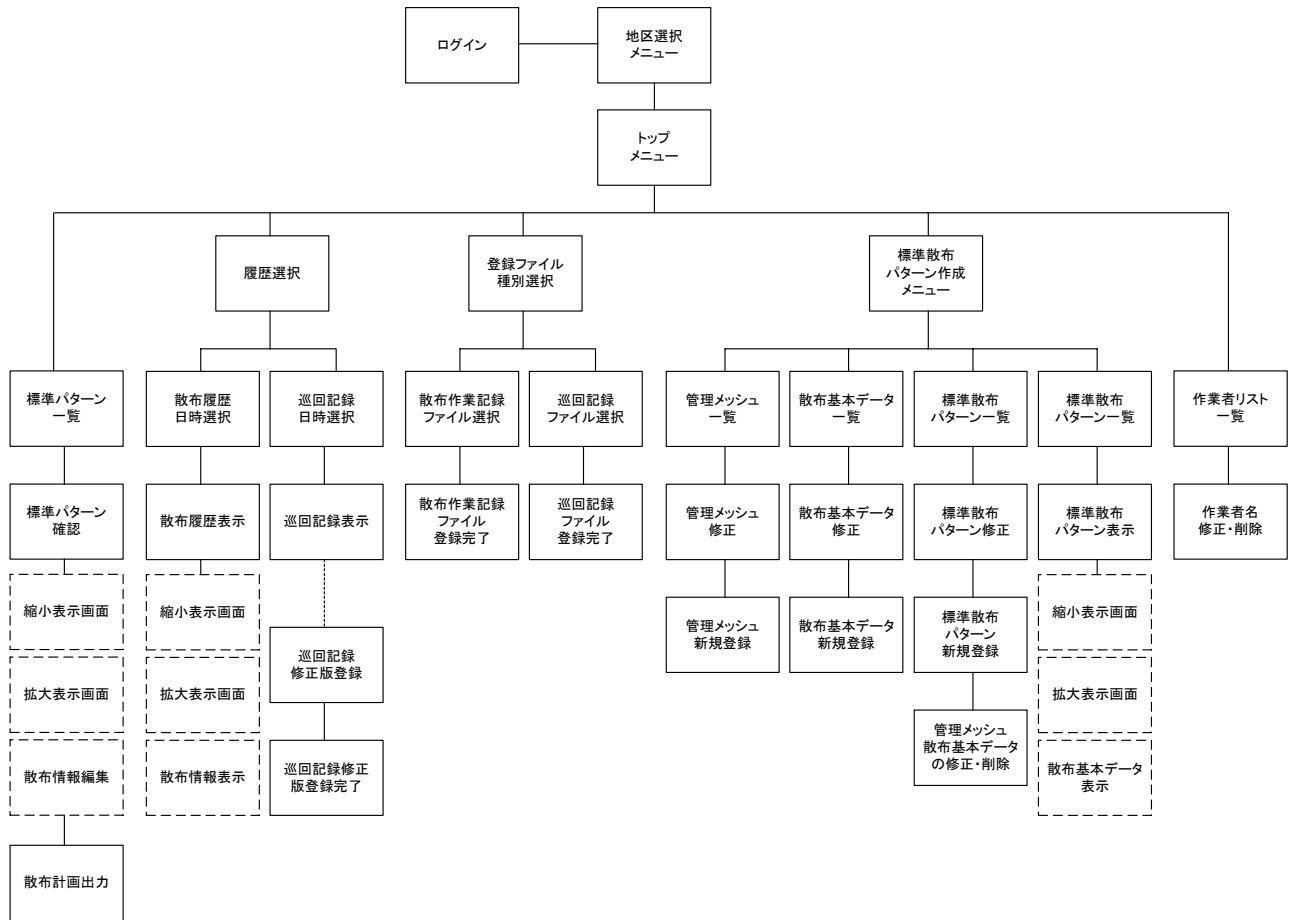 ログイン
地区選択
メニュー
トップ
メニュー
履歴選択
登録ファイル
種別選択
標準散布
パターン作成
メニュー
標準パターン
一覧
散布履歴
日時選択
巡回記録
日時選択
散布作業記録
ファイル選択
巡回記録
ファイル選択
管理メッシュ
一覧
散布基本データ
一覧
標準散布
パターン一覧
標準散布
パターン一覧
作業者リスト
一覧
標準パターン
確認
散布履歴表示
巡回記録表示
散布作業記録
ファイル
登録完了
巡回記録
ファイル
登録完了
管理メッシュ
修正
散布基本データ
修正
標準散布
パターン修正
標準散布
パターン表示
作業者名
修正・削除
縮小表示画面
縮小表示画面
巡回記録
修正版登録
管理メッシュ
新規登録
散布基本データ
新規登録
標準散布
パターン
新規登録
縮小表示画面
拡大表示画面
拡大表示画面
拡大表示画面
散布情報編集
散布情報表示
巡回記録修正
版登録完了
管理メッシュ
散布基本データ
の修正・削除
散布基本データ
表示
散布計画出力